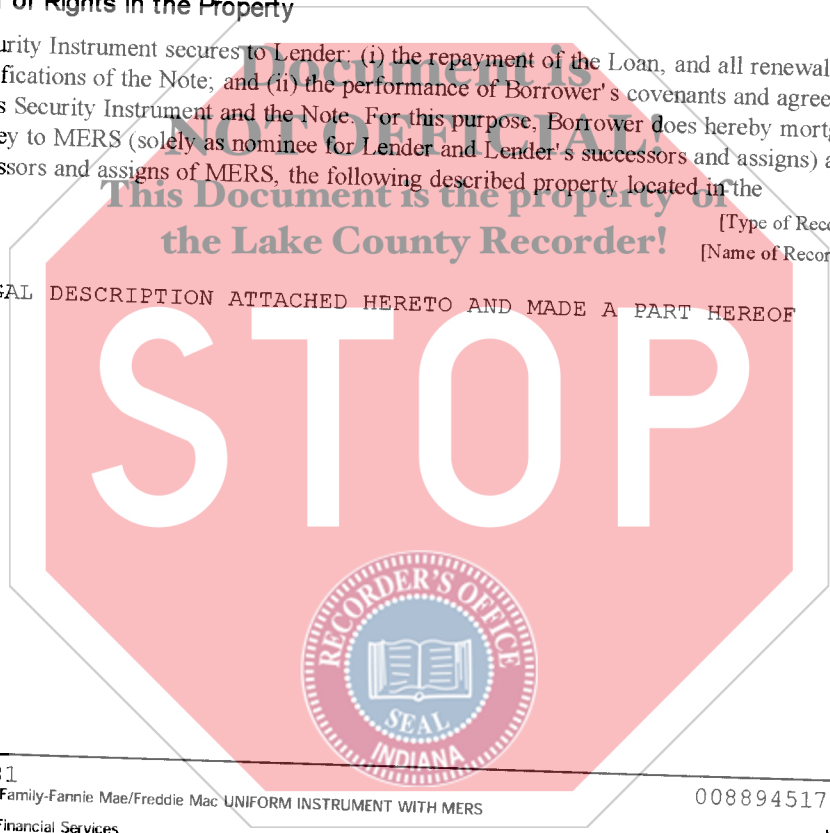 of Rights in the Property
urity Instrument secures to Lender: (i) the repayment of the Loan, and all renewal
Document is
fications of the Note; and (ii) the performance of Borrower's covenants and agree
s Security Instrument and the Note. For this purpose, Borrower does hereby mort
NOT OFFICIAL!
ey to MERS (solely as nominee for Lender and Lender's successors and assigns) a
ssors and assigns of MERS, the following described property located in the
This Document is the property of
[Type of Reco
the Lake County Recorder!
[Name of Recor
GAL DESCRIPTION ATTACHED HERETO AND MADE A PART HEREOF
STOP
RECORDER'S OFFICE
SEAL
INDIANA
31
008894517
Family-Fannie Mae/Freddie Mac UNIFORM INSTRUMENT WITH MERS
Financial Services